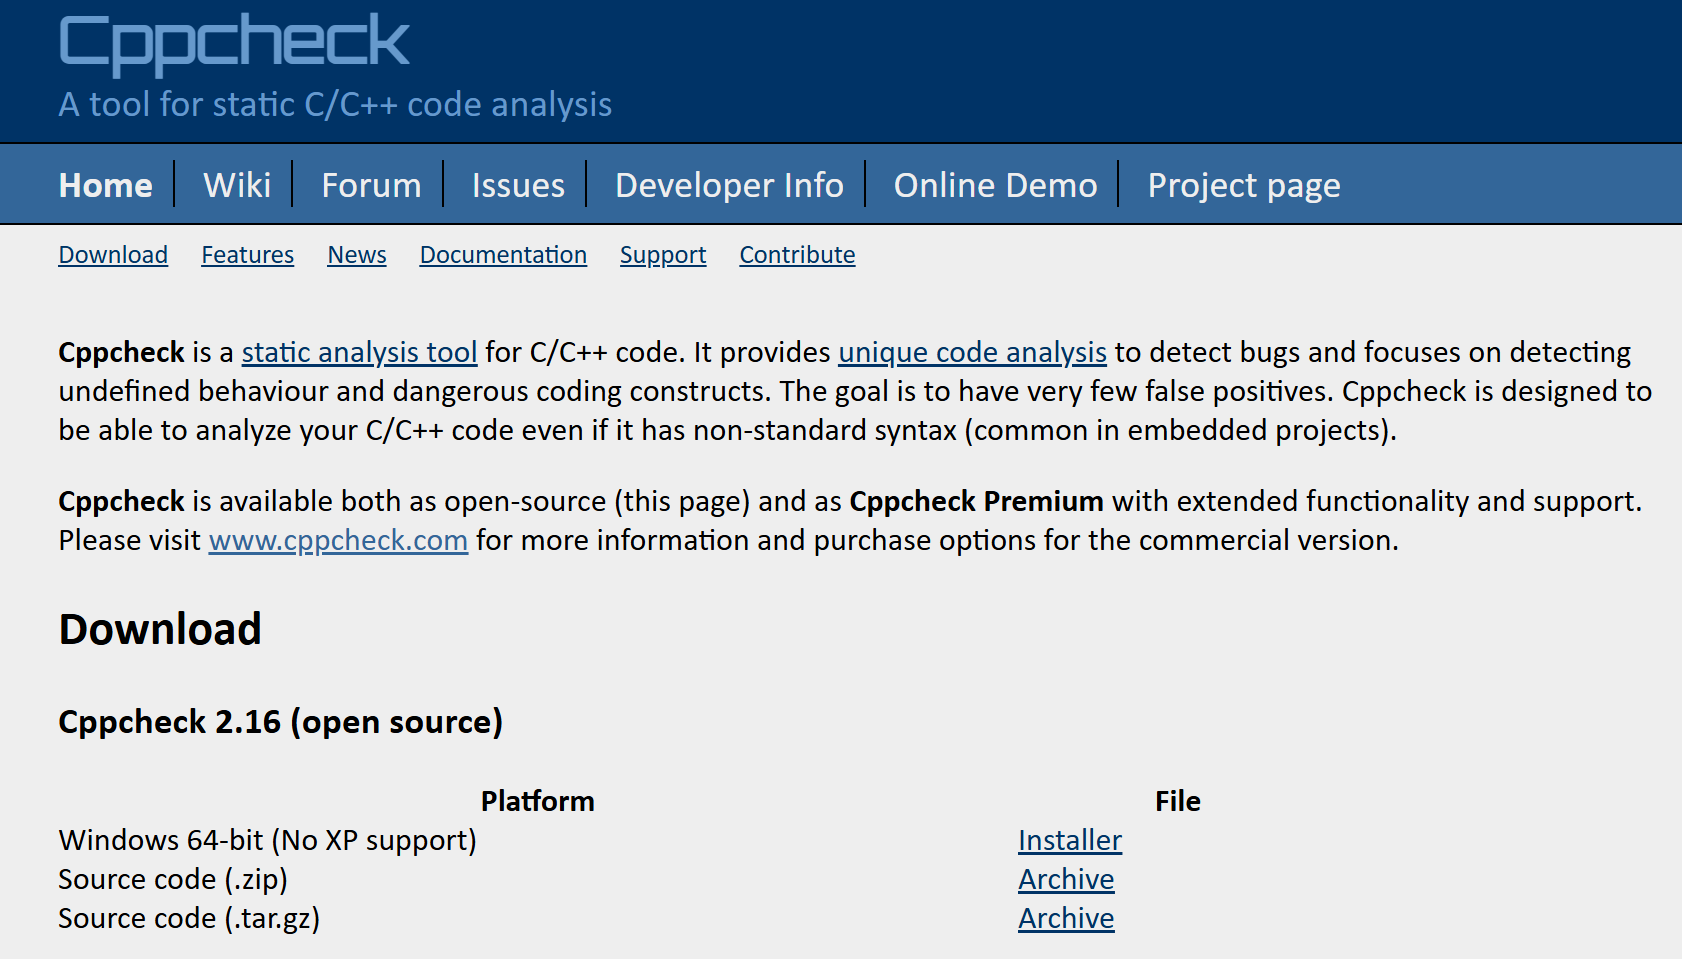 Cppcheck
A tool for static C/C++ code analysis
Home Wiki Forum Issues Developer Info Online Demo Project page
Download Features News Documentation Support Contribute
Cppcheck is a static analysis tool for C/C++ code. It provides unique code analysis to detect bugs and focuses on detecting
undefined behaviour and dangerous coding constructs. The goal is to have very few false positives. Cppcheck is designed to
be able to analyze your C/C++ code even if it has non-standard syntax (common in embedded projects).
Cppcheck is available both as open-source (this page) and as Cppcheck Premium with extended functionality and support.
Please visit www.cppcheck.com for more information and purchase options for the commercial version.
Download
Cppcheck 2.16 (open source)
Platform File
Windows 64-bit (No XP support) Installer
Source code (.zip) Archive
Source code (.tar.gz) Archive